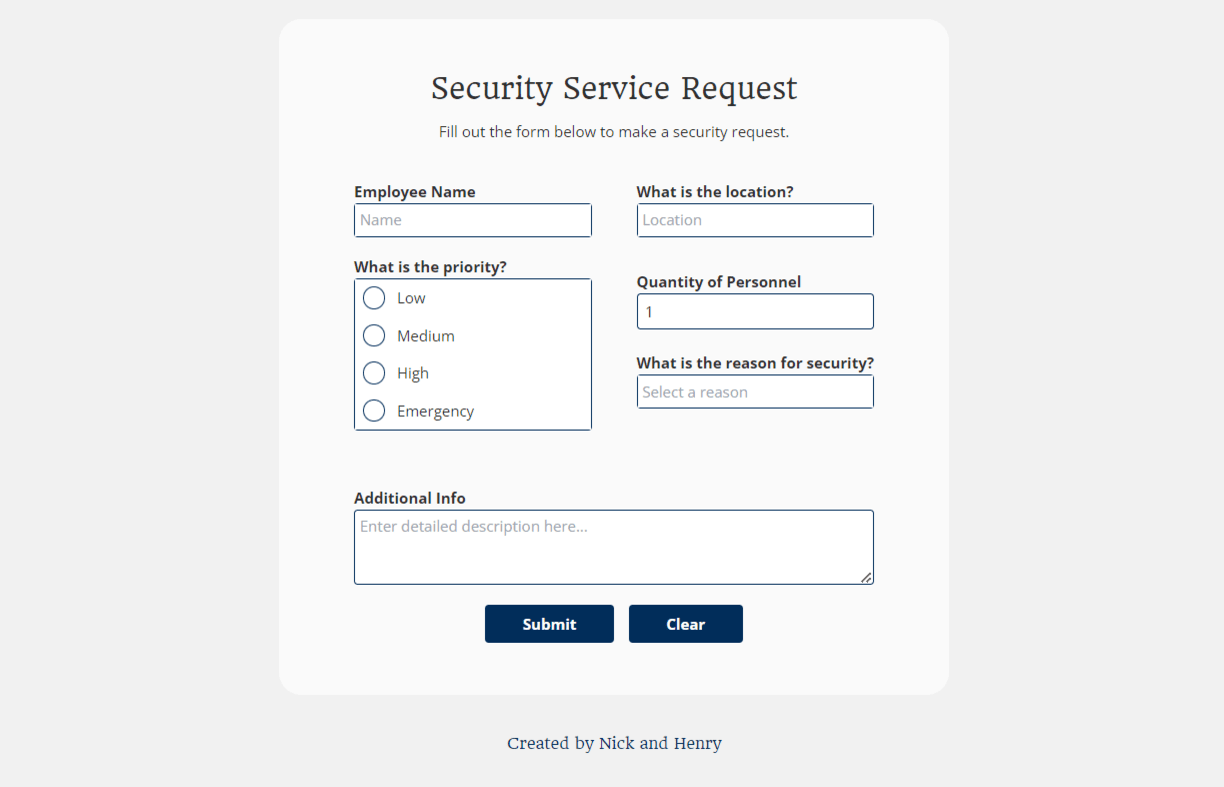 Security Service Request
Fill out the form below to make a security request.
Employee Name
Name
What is the location?
Location
What is the priority?
Low
Medium
High
Emergency
Quantity of Personnel
1
What is the reason for security?
Select a reason
Additional Info
Enter detailed description here...
Submit
Clear
Created by Nick and Henry